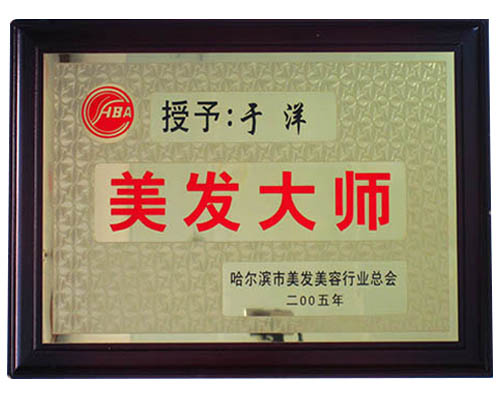 HBA
授予:于 洋
美发大师
哈尔滨市美发美容行业总会
二00五年